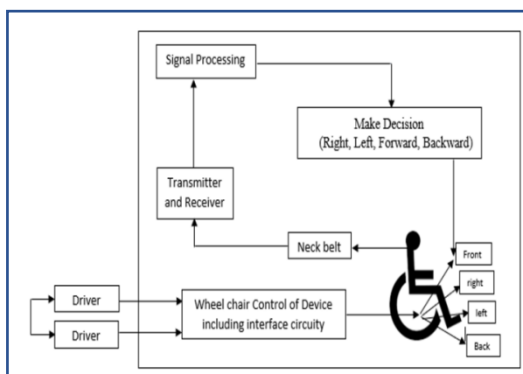 Signal Processing
Make Decision
(Right, Left, Forward, Backward)
Transmitter
and Receiver
Neck belt
Front
right
left
Back
Driver
Driver
Wheel chair Control of Device
including interface circuity